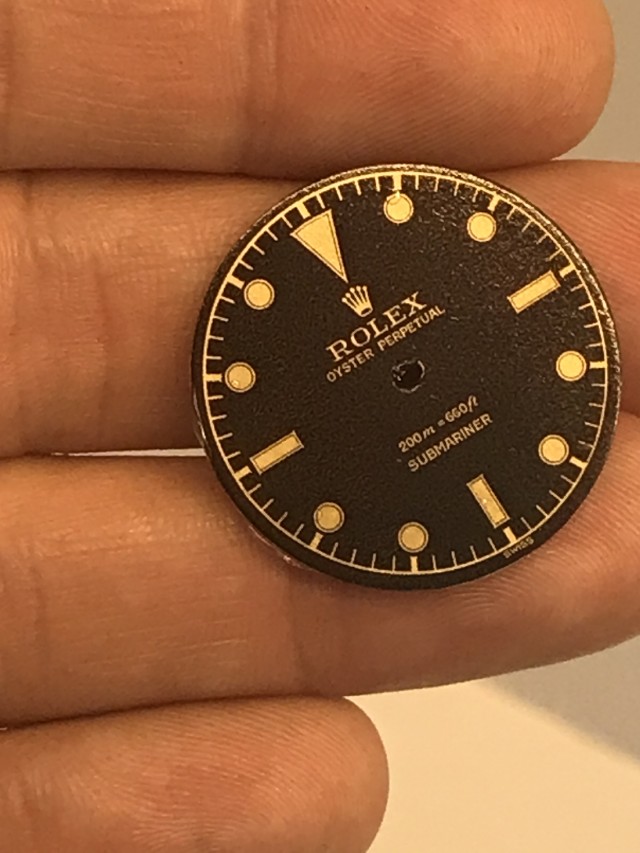 ROLEX
OYSTER PERPETUAL
200m = 660ft
SUBMARINER
SWISS